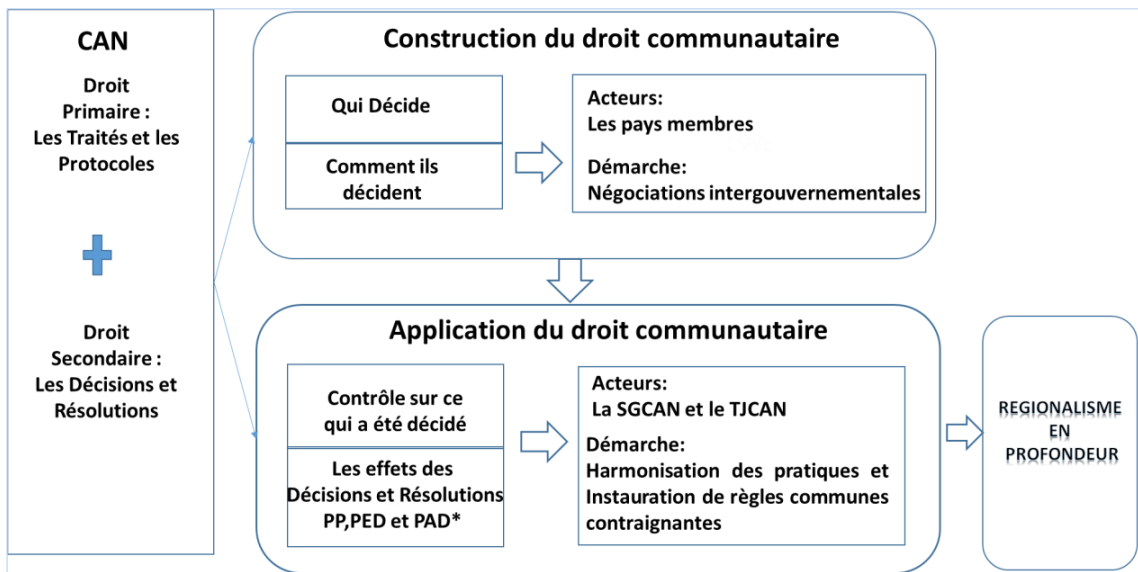 CAN
Droit
Primaire :
Les Traités et les
Protocoles
Droit
Secondaire :
Les Décisions et
Résolutions
Construction du droit communautaire
Qui Décide
Comment ils
décident
Acteurs:
Les pays membres
Démarche:
Négociations intergouvernementales
Application du droit communautaire
Contrôle sur ce
qui a été décidé
Les effets des
Décisions et Résolutions
PP,PED et PAD*
Acteurs:
La SGCAN et le TJCAN
Démarche:
Harmonisation des pratiques et
Instauration de règles communes
contraignantes
REGIONALISME
EN
PROFONDEUR